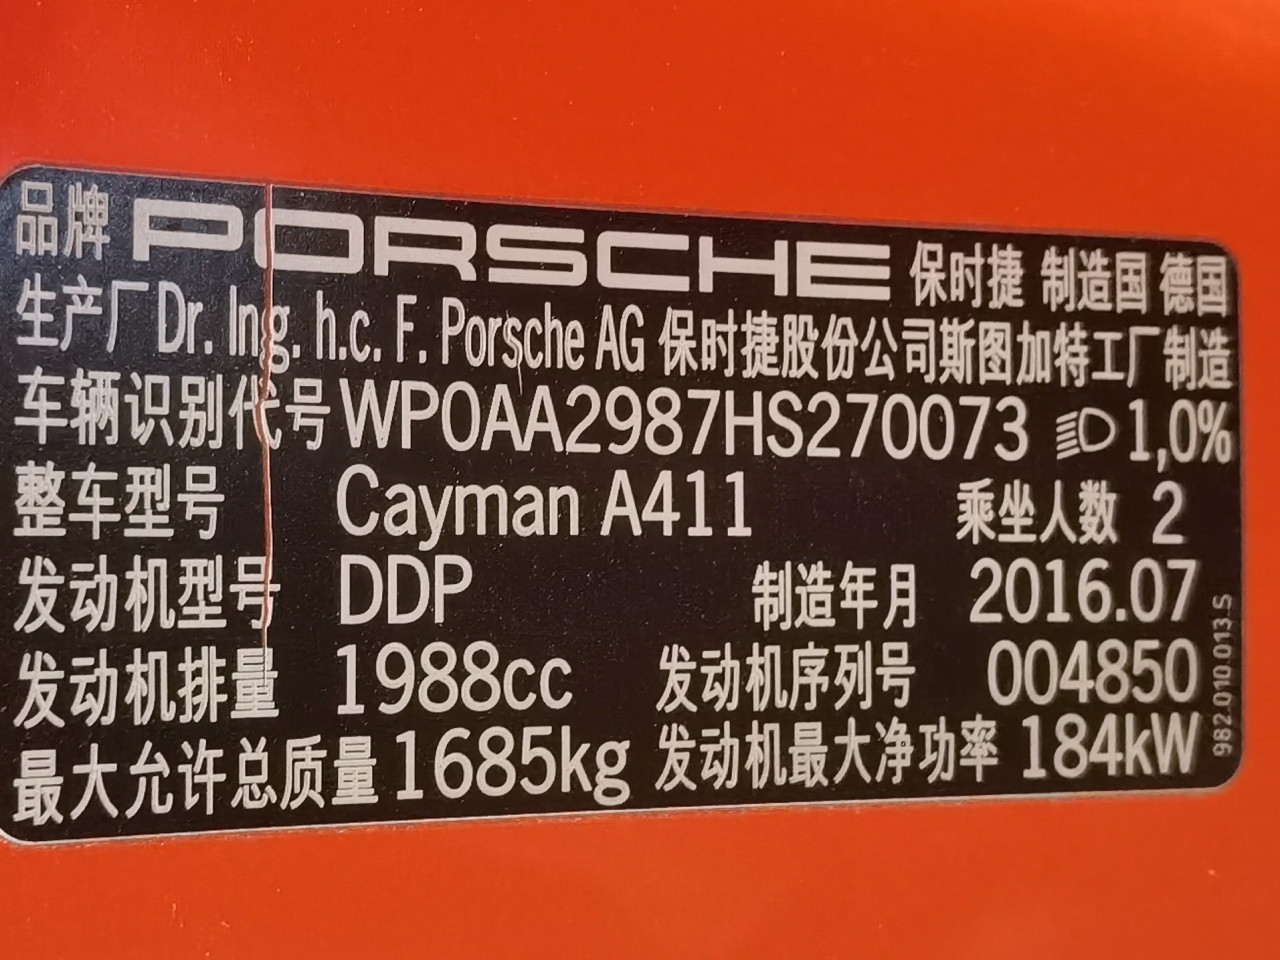 品牌 PORSCHE 保时捷 制造国 德国
生产厂 Dr. Ing. h.c. F. Porsche AG 保时捷股份公司斯图加特工厂制造
车辆识别代号 WP0AA2987HS270073 1,0%
整车型号 Cayman A411 乘坐人数 2
发动机型号 DDP 制造年月 2016.07
发动机排量 1988cc 发动机序列号 004850
最大允许总质量 1685kg 发动机最大净功率 184kW
982.010.013.S